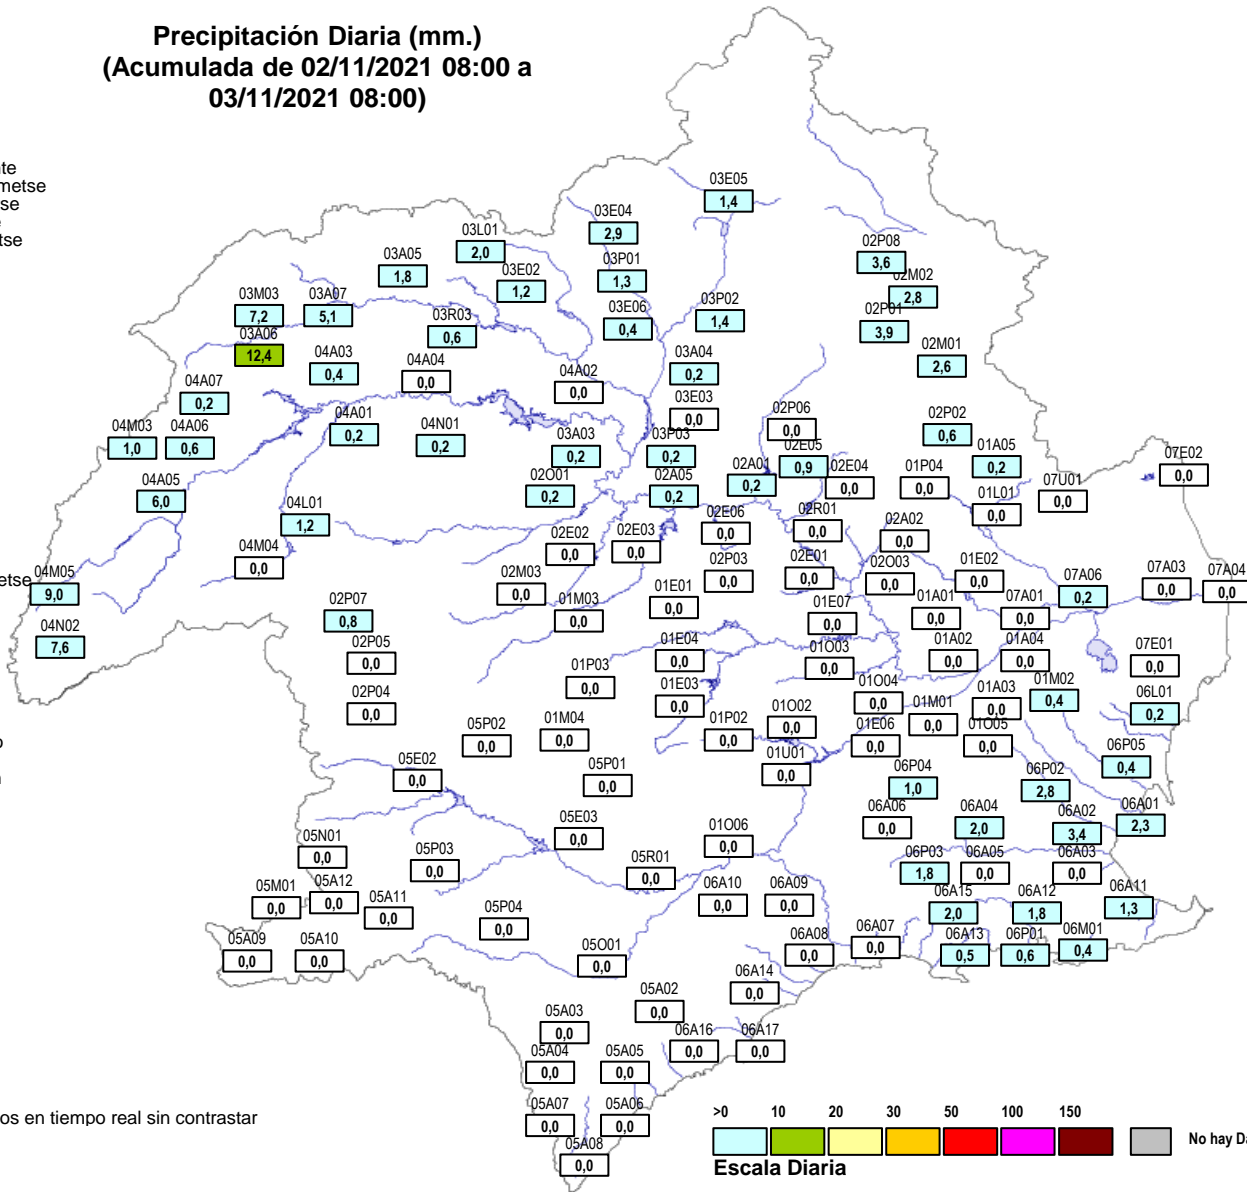 Precipitación Diaria (mm.)
(Acumulada de 02/11/2021 08:00 a
03/11/2021 08:00)
nte
metse
se
e
tse
03E05
1,4
03E04
2,9
03L01
2,0
03A05
1,8
03E02
1,2
03P01
1,3
02P08
3,6
02M02
2,8
03M03
7,2
03A07
5,1
03R03
0,6
03E06
0,4
03P02
1,4
02P01
3,9
03A06
12,4
04A03
0,4
04A04
0,0
04A02
0,0
03A04
0,2
02M01
2,6
04A07
0,2
03E03
0,0
02P06
0,0
02P02
0,6
04M03
1,0
04A06
0,6
04A01
0,2
04N01
0,2
03A03
0,2
03P03
0,2
02E05
0,9
01A05
0,2
07E02
0,0
04A05
6,0
02O01
0,2
02A05
0,2
02A01
0,2
02E04
0,0
01P04
0,0
01L01
0,0
07U01
0,0
04L01
1,2
02E06
0,0
02R01
0,0
02A02
0,0
04M04
0,0
02E02
0,0
02E03
0,0
etse
04M05
9,0
02M03
0,0
02P03
0,0
02E01
0,0
02O03
0,0
01E02
0,0
07A06
0,2
07A03
0,0
07A04
0,0
02P07
0,8
01M03
0,0
01E01
0,0
01E07
0,0
01A01
0,0
07A01
0,0
04N02
7,6
02P05
0,0
01E04
0,0
01O03
0,0
01A02
0,0
01A04
0,0
07E01
0,0
01P03
0,0
01E03
0,0
01O04
0,0
01A03
0,0
01M02
0,4
06L01
0,2
02P04
0,0
05P02
0,0
01M04
0,0
01P02
0,0
01O02
0,0
01E06
0,0
01M01
0,0
01O05
0,0
o
05E02
0,0
05P01
0,0
01U01
0,0
06P04
1,0
06P02
2,8
06P05
0,4
05E03
0,0
01O06
0,0
06A06
0,0
06A04
2,0
06A02
3,4
06A01
2,3
05N01
0,0
05P03
0,0
05R01
0,0
06P03
1,8
06A05
0,0
06A03
0,0
05M01
0,0
05A12
0,0
05A11
0,0
05P04
0,0
06A10
0,0
06A09
0,0
06A15
2,0
06A12
1,8
06A11
1,3
05A09
0,0
05A10
0,0
05O01
0,0
06A08
0,0
06A07
0,0
06A13
0,5
06P01
0,6
06M01
0,4
05A02
0,0
06A14
0,0
05A03
0,0
06A16
0,0
06A17
0,0
05A04
0,0
05A05
0,0
05A07
0,0
05A06
0,0
05A08
0,0
os en tiempo real sin contrastar
>0 10 20 30 50 100 150
No hay Da
Escala Diaria